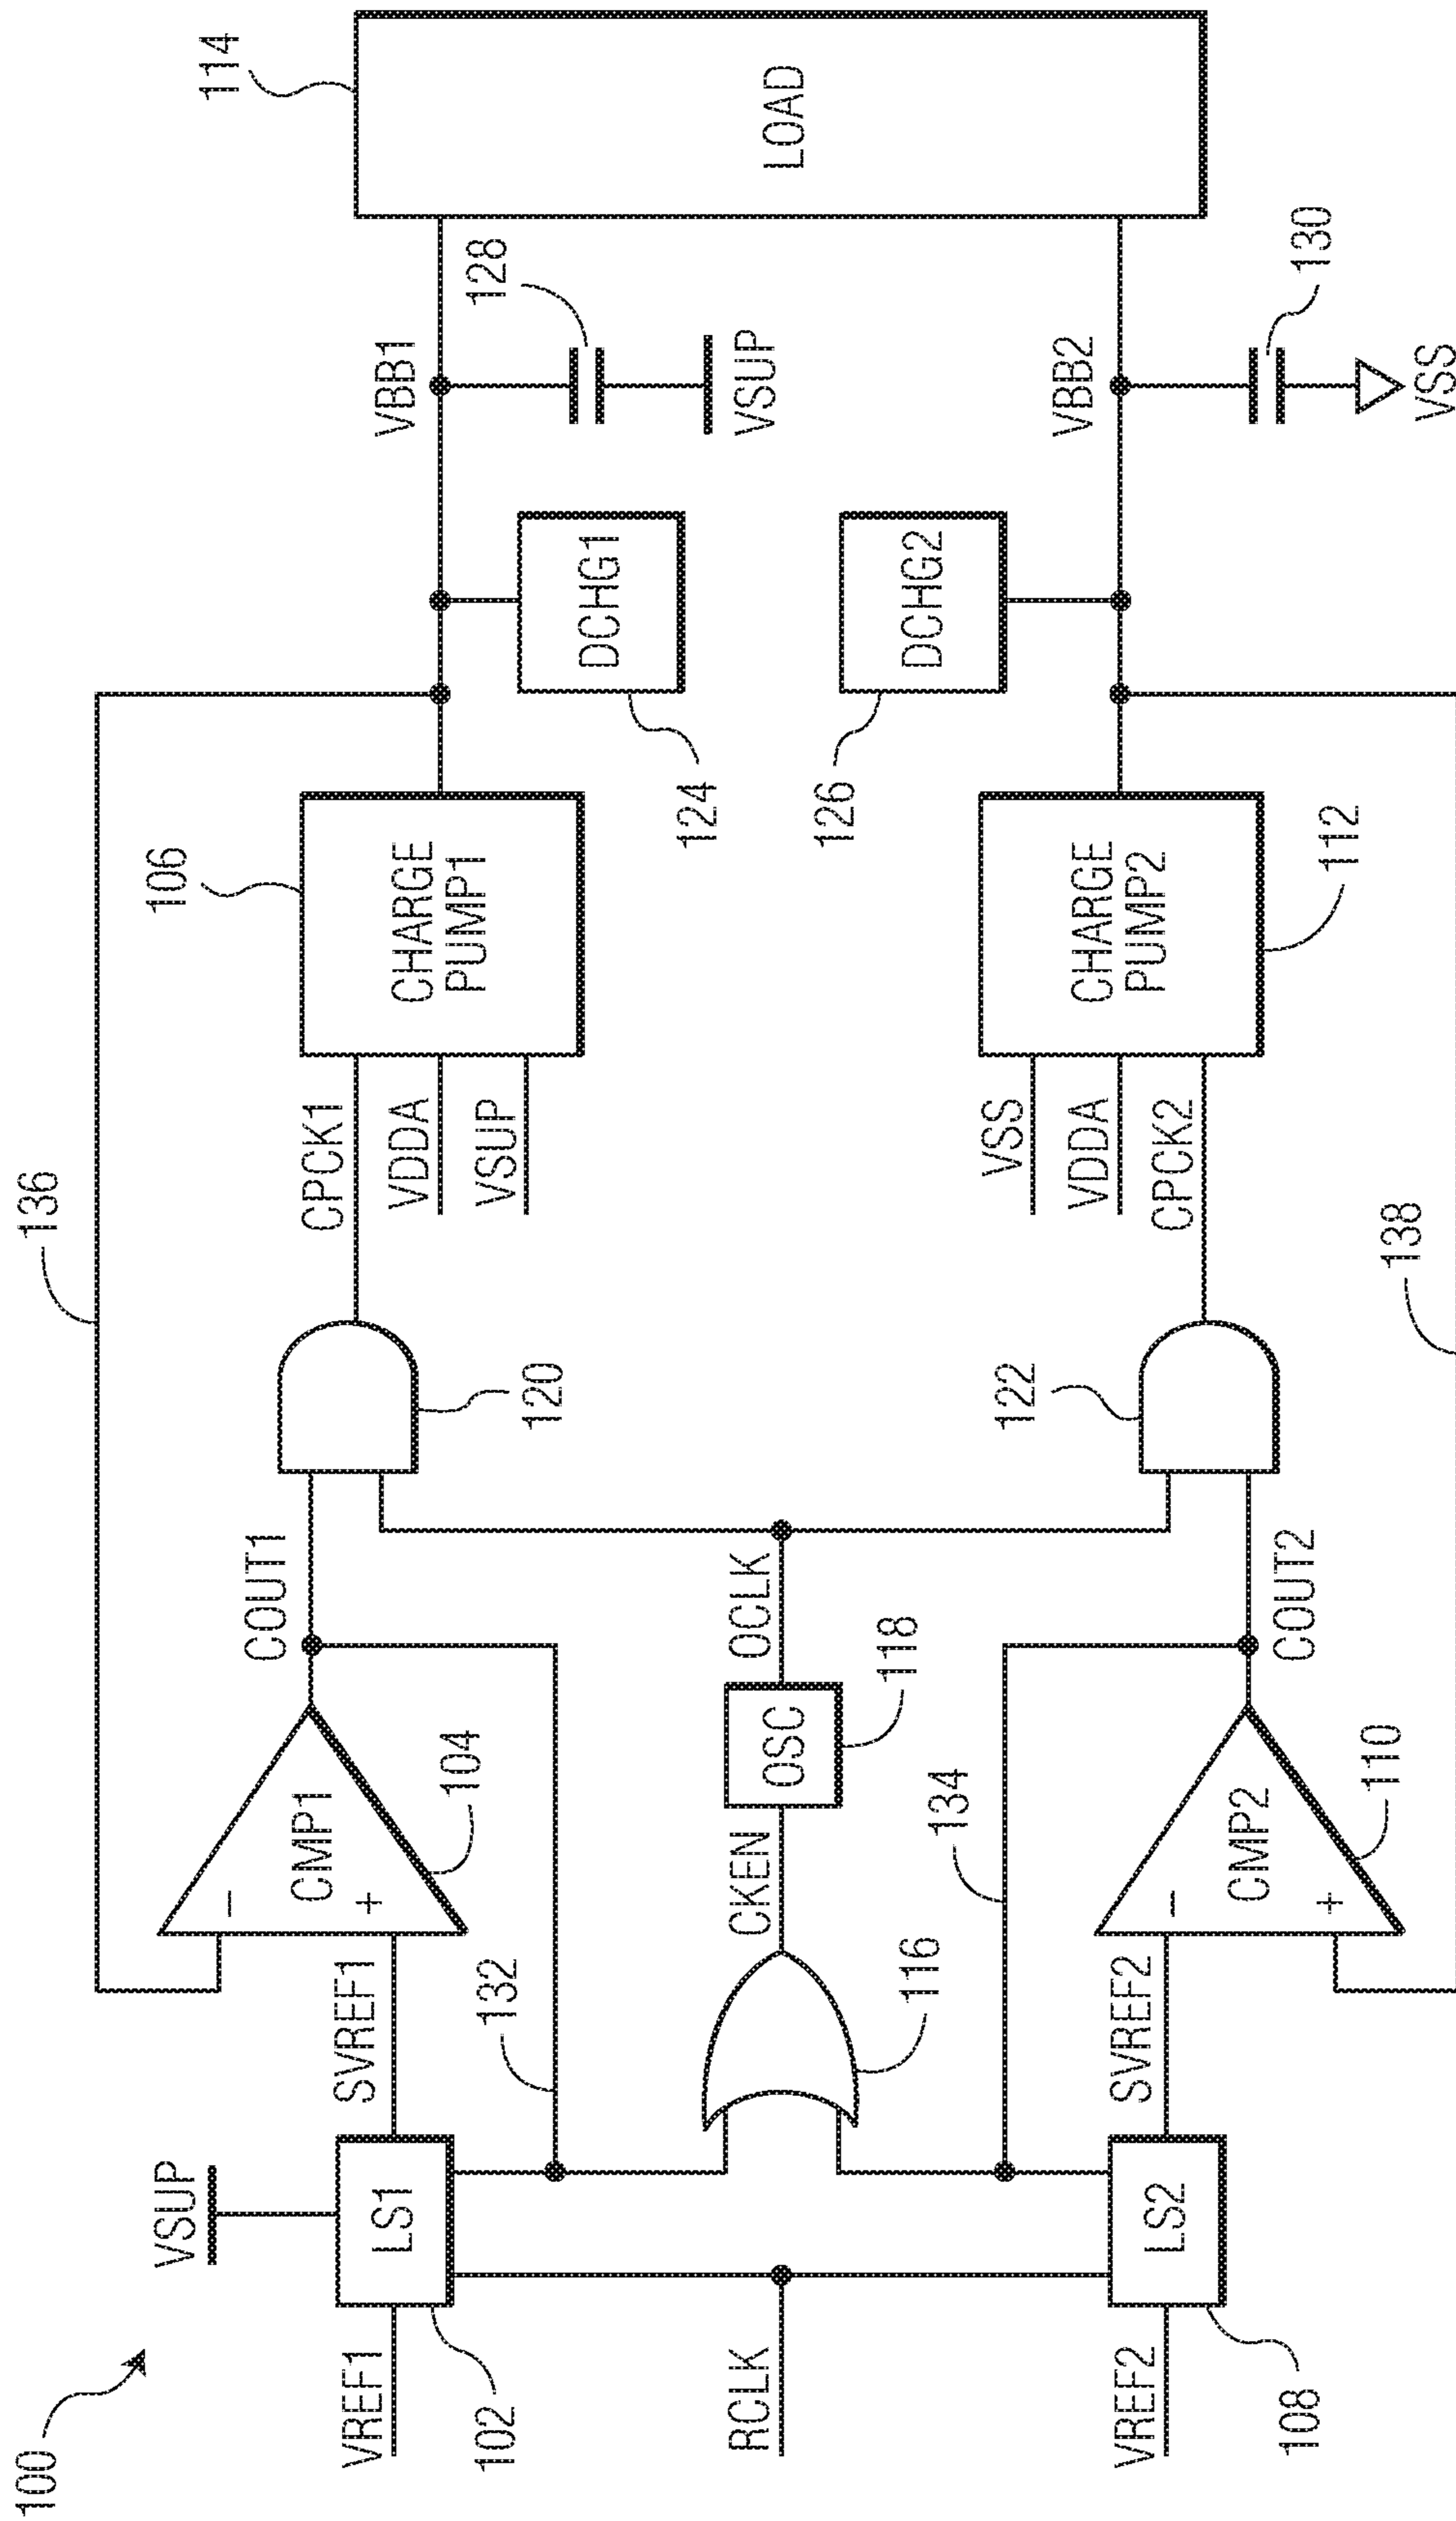 100
136
VSUP
VREF1
LS1
102
SVREF1
−
+
CMP1
104
COUT1
132
120
CPCK1
VDDA
VSUP
106
CHARGE
PUMP1
124
DCHG1
VBB1
128
VSUP
114
LOAD
RCLK
116
CKEN
OSC
118
OCLK
134
VREF2
LS2
108
SVREF2
−
+
CMP2
110
COUT2
122
VSS
VDDA
CPCK2
CHARGE
PUMP2
112
126
DCHG2
VBB2
130
VSS
138